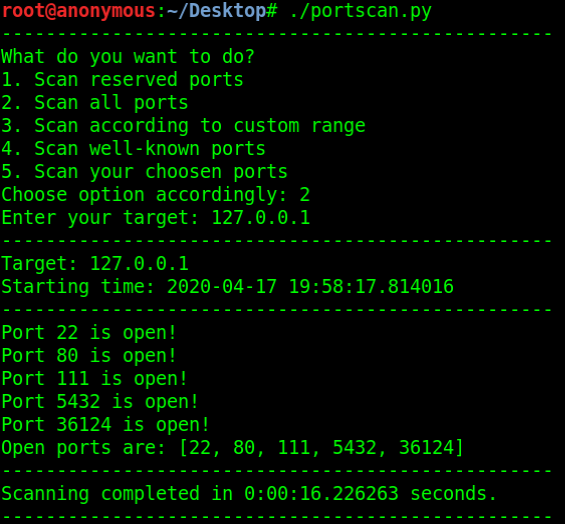 root@anonymous:~/Desktop# ./portscan.py
--------------------------------------------------
What do you want to do?
1. Scan reserved ports
2. Scan all ports
3. Scan according to custom range
4. Scan well-known ports
5. Scan your choosen ports
Choose option accordingly: 2
Enter your target: 127.0.0.1
--------------------------------------------------
Target: 127.0.0.1
Starting time: 2020-04-17 19:58:17.814016
--------------------------------------------------
Port 22 is open!
Port 80 is open!
Port 111 is open!
Port 5432 is open!
Port 36124 is open!
Open ports are: [22, 80, 111, 5432, 36124]
--------------------------------------------------
Scanning completed in 0:00:16.226263 seconds.
--------------------------------------------------